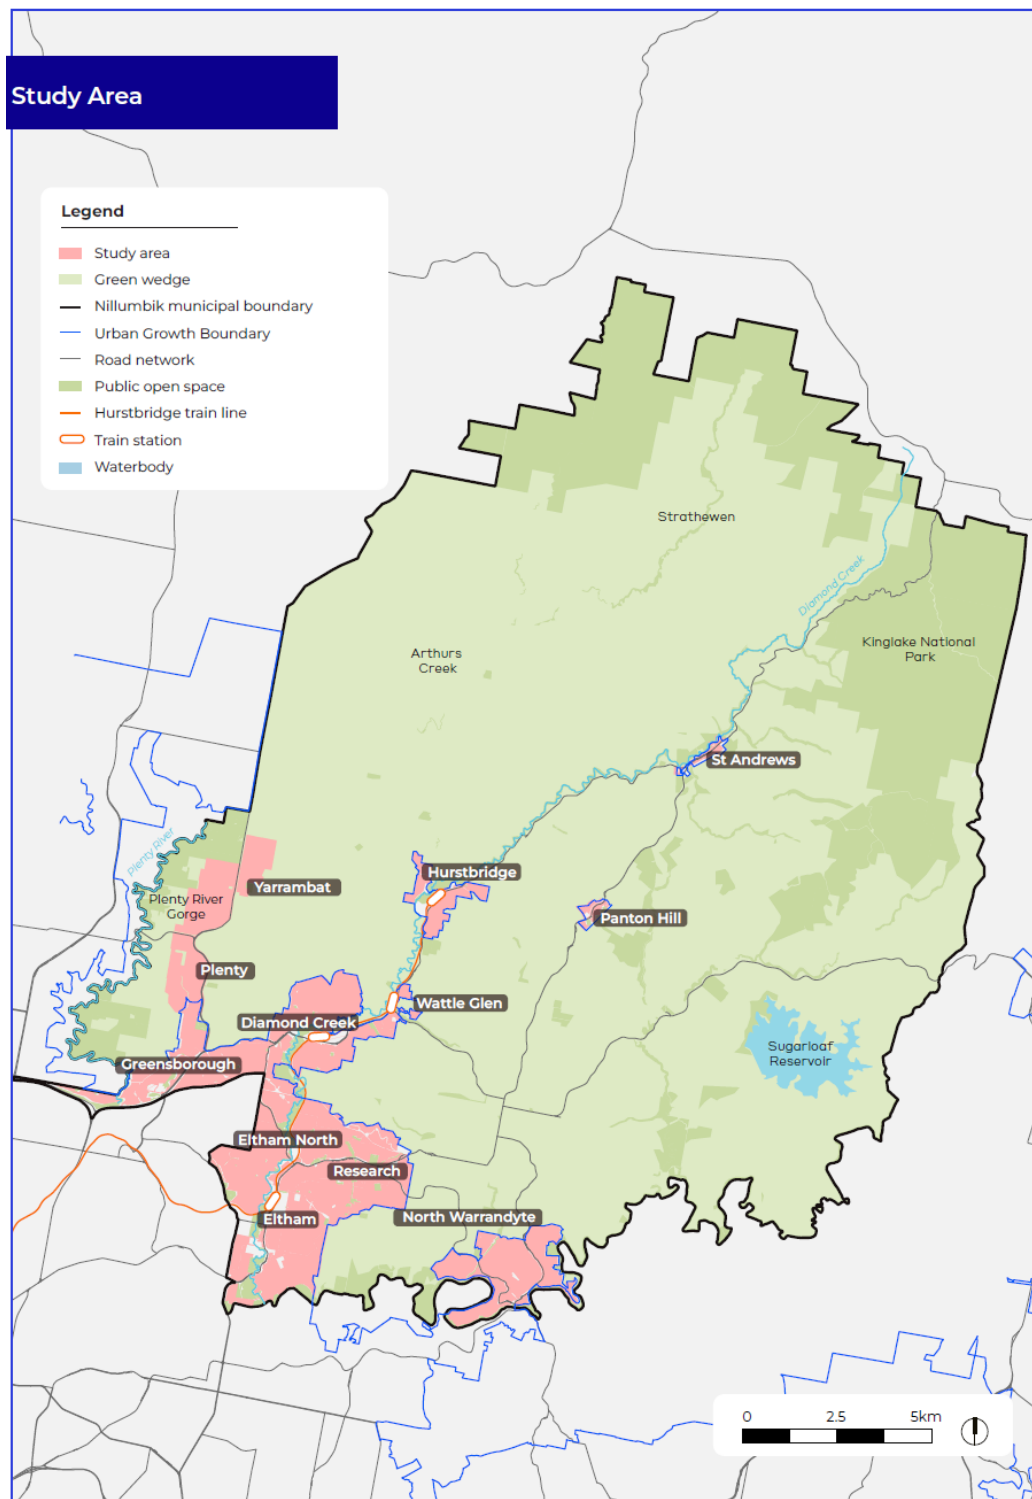 Study Area
Legend
Study area
Green wedge
Nillumbik municipal boundary
Urban Growth Boundary
Road network
Public open space
Hurstbridge train line
Train station
Waterbody
Strathewen
Diamond Creek
Kinglake National
Park
Arthurs
Creek
St Andrews
Plenty River
Hurstbridge
Yarrambat
Plenty River
Gorge
Panton Hill
Plenty
Wattle Glen
Diamond Creek
Sugarloaf
Reservoir
Greensborough
Eltham North
Research
Eltham
North Warrandyte
0 2.5 5km